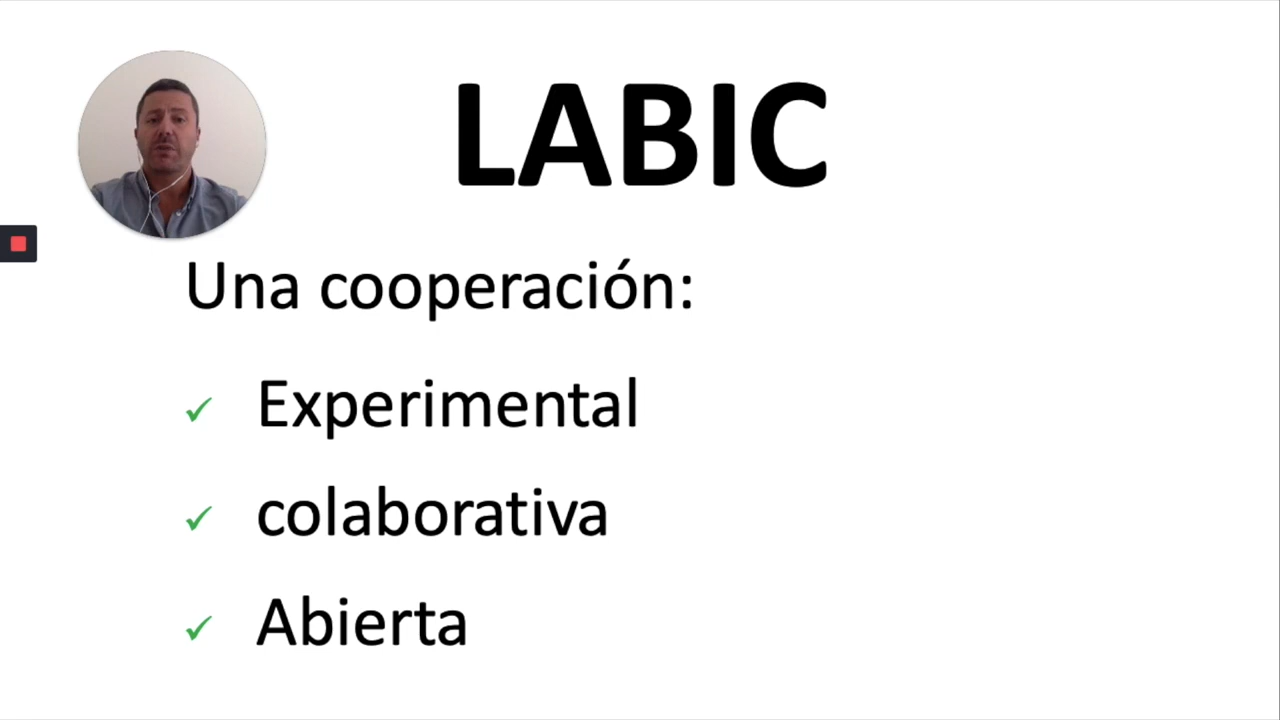 LABIC
Una cooperación:
✓ Experimental
✓ colaborativa
✓ Abierta